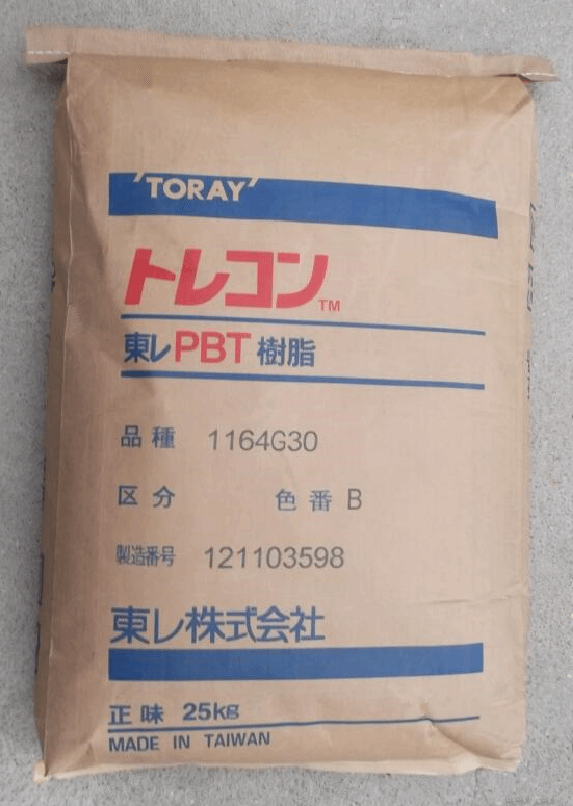 'TORAY'
トレコン™
東レPBT樹脂
品種 1164G30
区分 色番 B
製造番号 121103598
東レ株式会社
正味 25kg
MADE IN TAIWAN